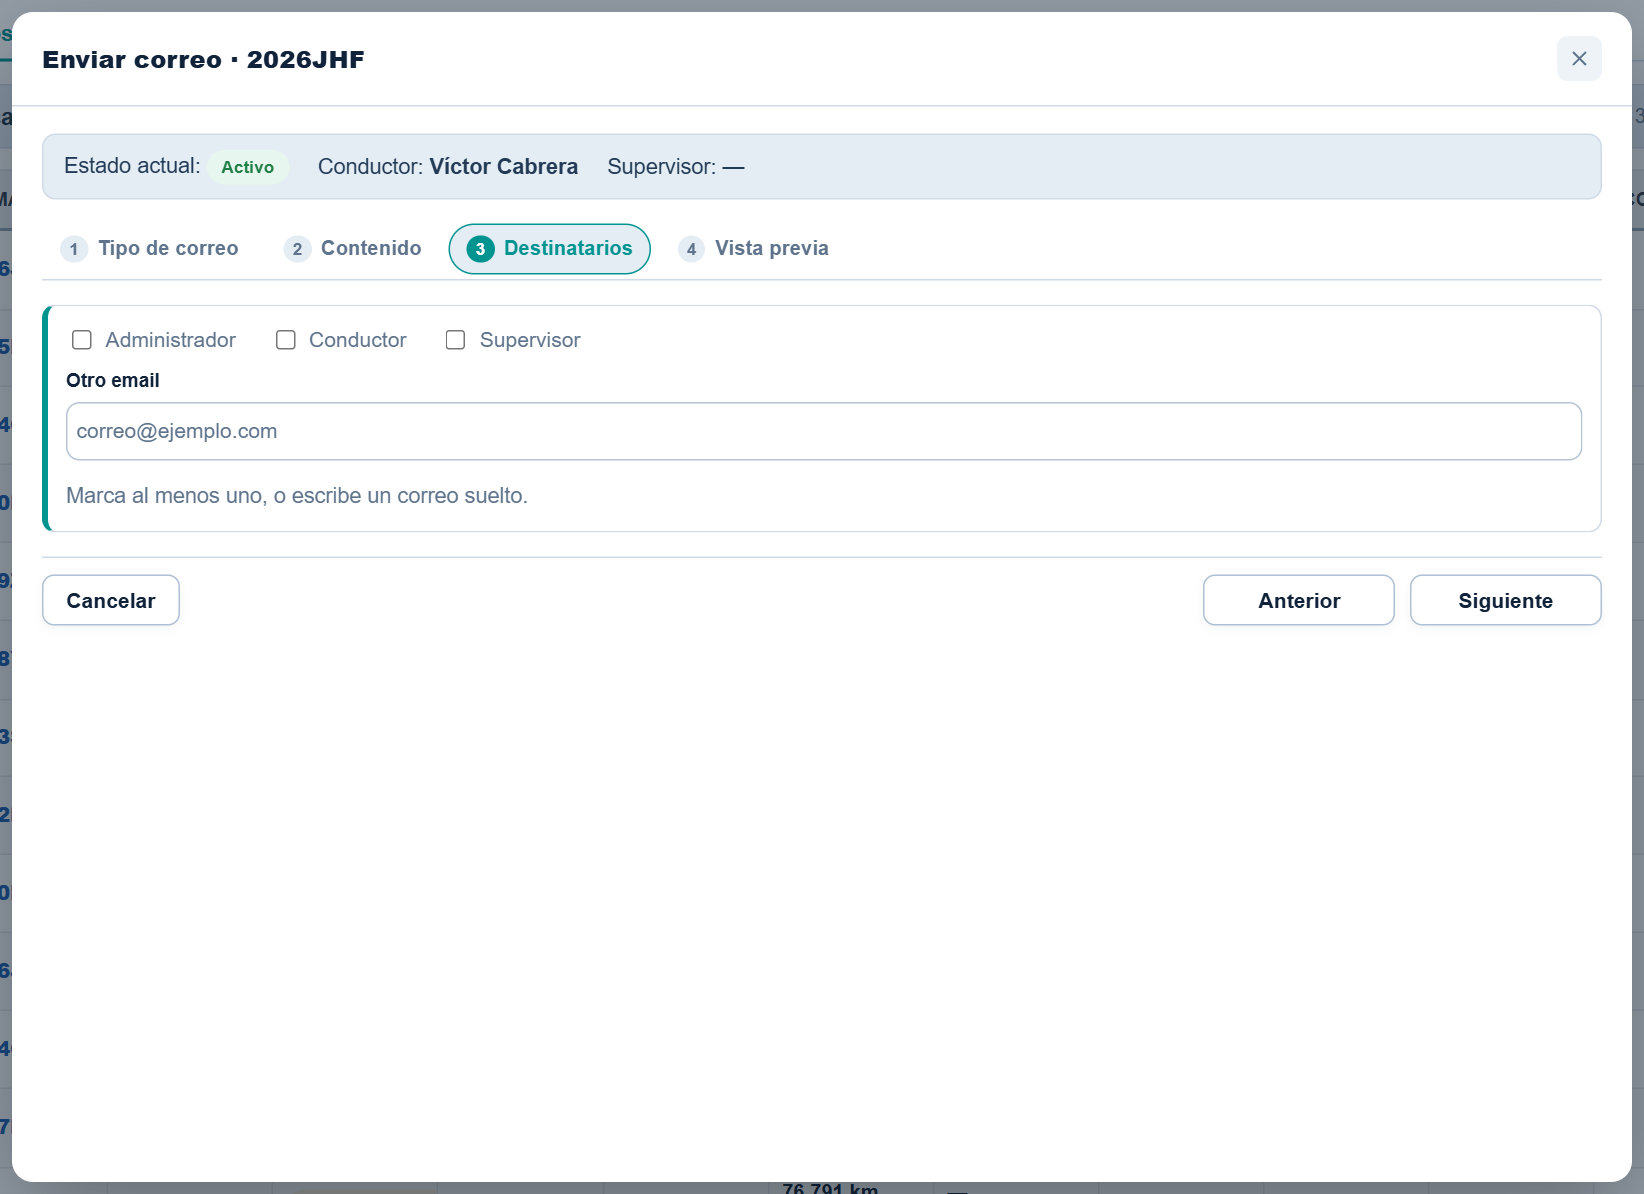 Enviar correo · 2026JHF
Estado actual: Activo Conductor: Víctor Cabrera Supervisor: —
1 Tipo de correo 2 Contenido 3 Destinatarios 4 Vista previa
Administrador Conductor Supervisor
Otro email
correo@ejemplo.com
Marca al menos uno, o escribe un correo suelto.
Cancelar Anterior Siguiente